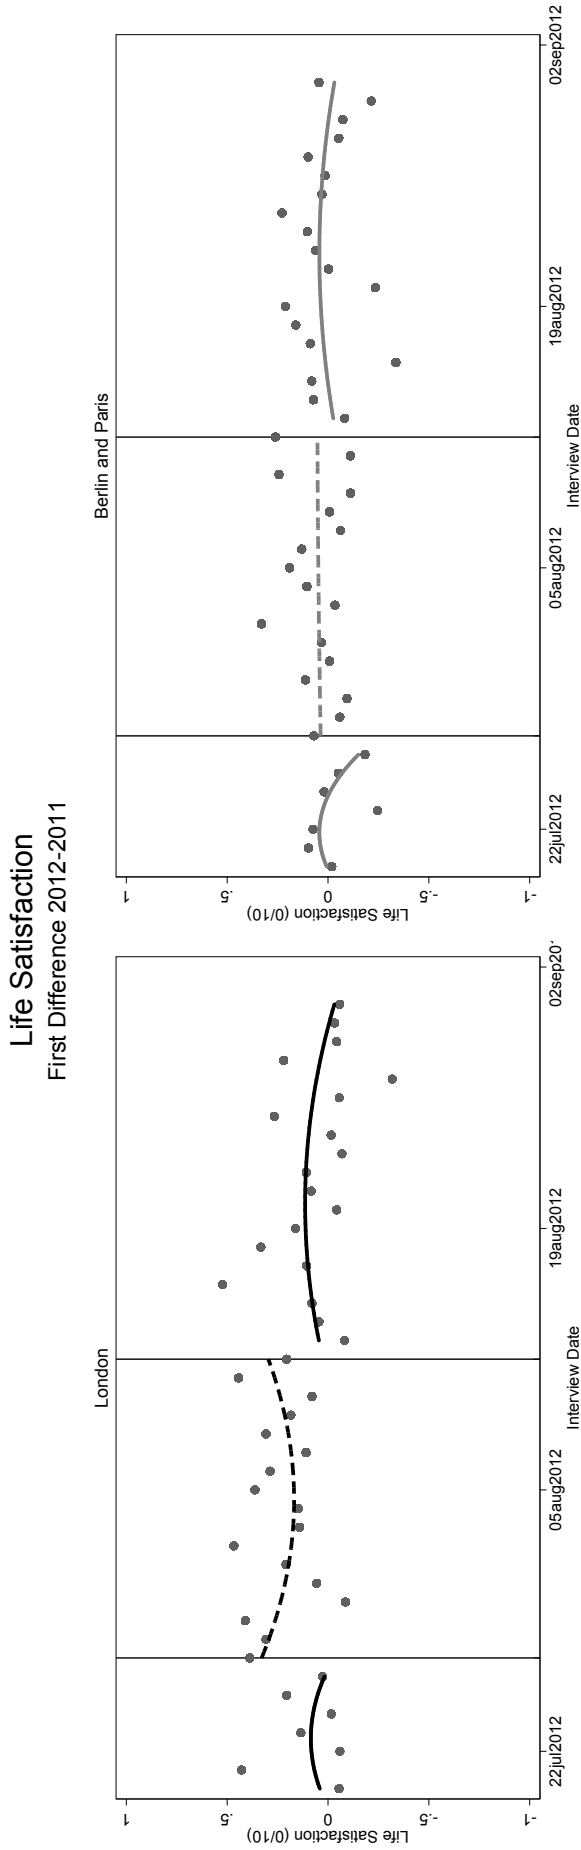 Life Satisfaction
First Difference 2012-2011
London
1
.5
0
-.5
-1
Life Satisfaction (0/10)
22jul2012
05aug2012
19aug2012
02sep20
Interview Date
Berlin and Paris
1
.5
0
-.5
-1
Life Satisfaction (0/10)
22jul2012
05aug2012
19aug2012
02sep2012
Interview Date